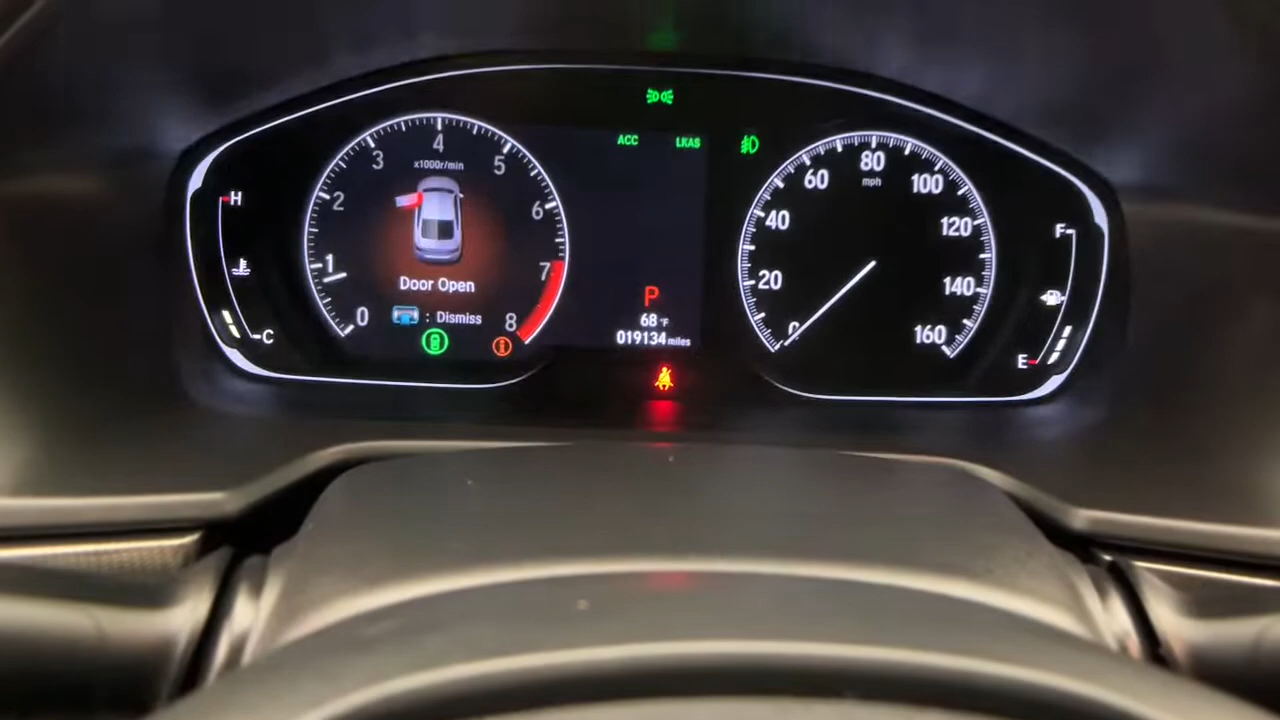 H
C
0
1
2
3
4
5
6
7
8
x1000r/min
Door Open
: Dismiss
ACC
LKAS
P
68 °F
019134 miles
0
20
40
60
80
100
120
140
160
mph
F
E